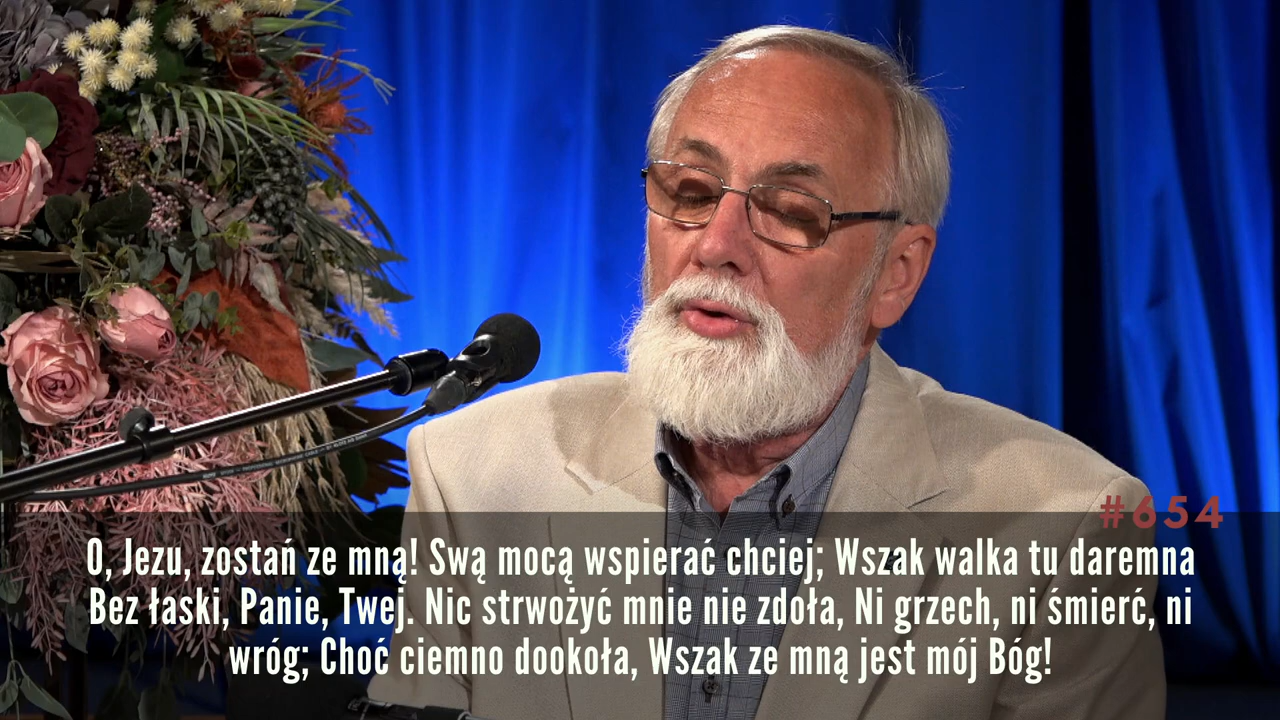 #654
O, Jezu, zostań ze mną! Swą mocą wspierać chciej; Wszak walka tu daremna
Bez łaski, Panie, Twej. Nic strwożyć mnie nie zdoła, Ni grzech, ni śmierć, ni
wróg; Choć ciemno dookoła, Wszak ze mną jest mój Bóg!